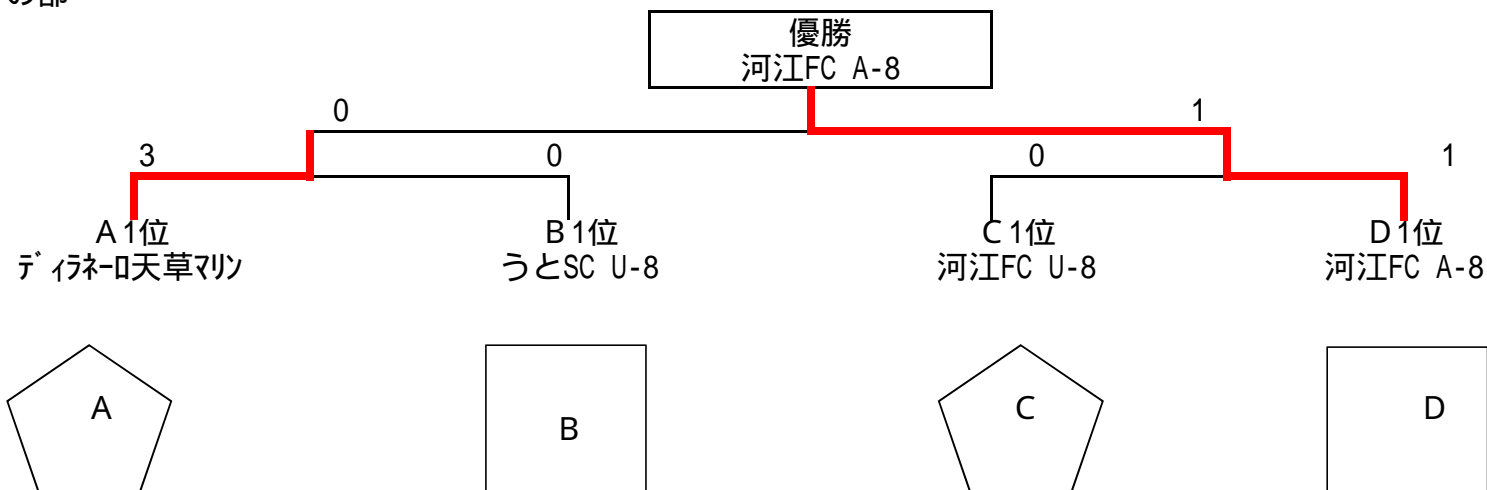 の部
優勝
河江FC A-8
0
1
3
0
0
1
A1位
B1位
C1位
D1位
ﾃﾞｨﾗﾈｰﾛ天草ﾏﾘﾝ
うとSC U-8
河江FC U-8
河江FC A-8
A
B
C
D